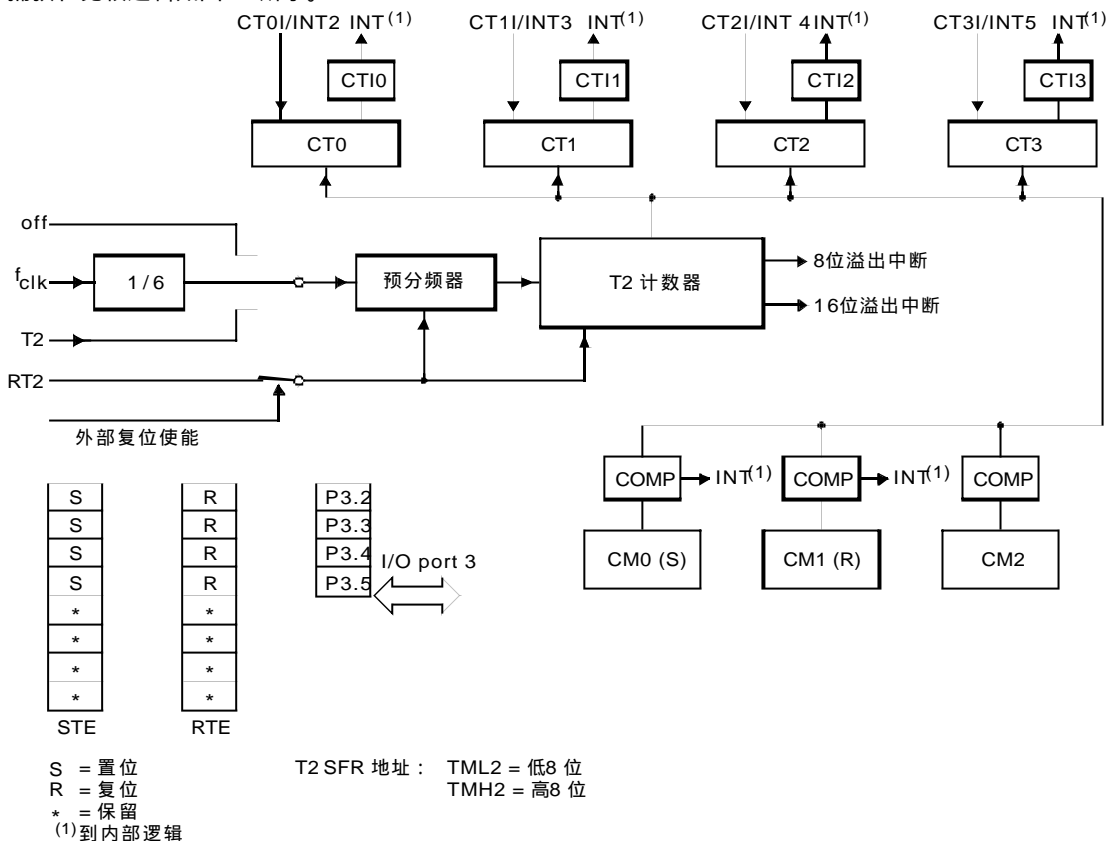 CT0I/INT2 INT(1) CT1I/INT3 INT(1) CT2I/INT 4 INT(1) CT3I/INT5 INT(1)
CTI0 CTI1 CTI2 CTI3
CT0 CT1 CT2 CT3
off
fclk 1/6 预分频器 T2 计数器 8位溢出中断
16位溢出中断
T2
RT2
外部复位使能
COMP INT(1) COMP INT(1) COMP
CM0 (S) CM1 (R) CM2
S R P3.2
S R P3.3
S R P3.4 I/O port 3
S R P3.5
* *
* *
* *
* *
STE RTE
S = 置位 T2 SFR 地址: TML2 = 低8 位
R = 复位 TMH2 = 高8 位
* = 保留
(1)到内部逻辑